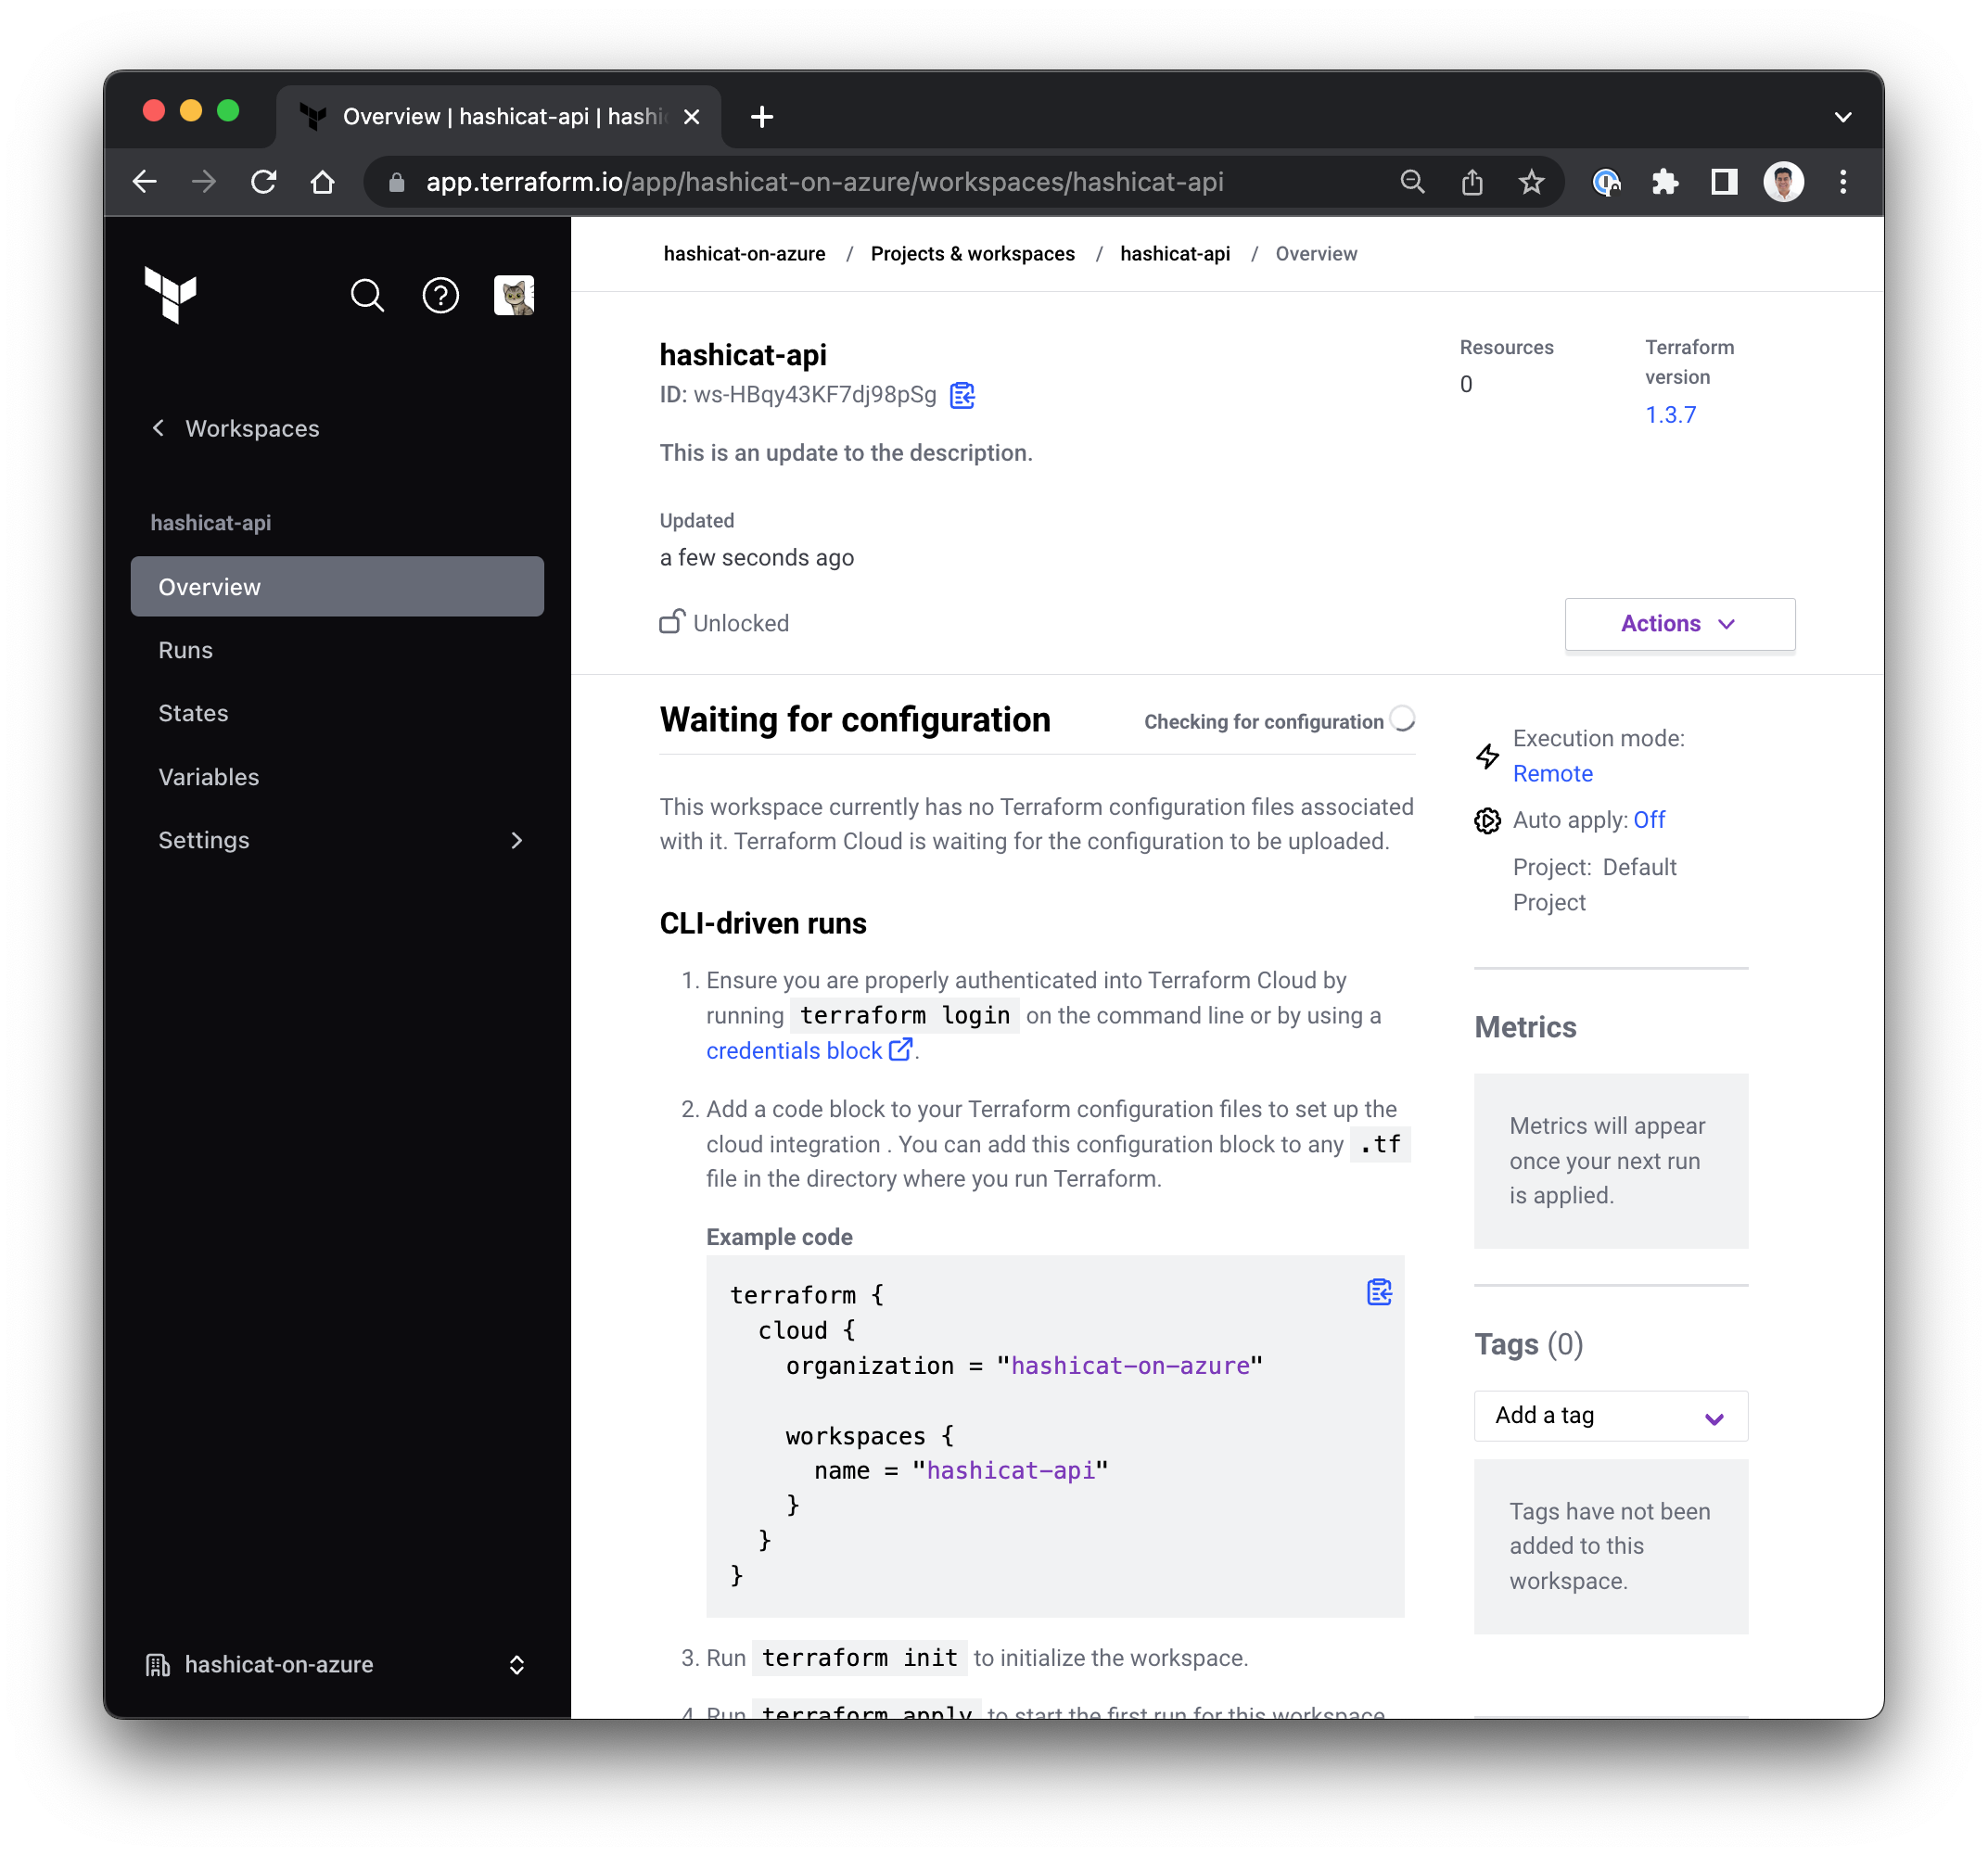 Overview | hashicat-api | hashi
app.terraform.io/app/hashicat-on-azure/workspaces/hashicat-api
hashicat-on-azure / Projects & workspaces / hashicat-api / Overview
Workspaces
hashicat-api
Overview
Runs
States
Variables
Settings
hashicat-on-azure
hashicat-api
ID: ws-HBqy43KF7dj98pSg
This is an update to the description.
Updated
a few seconds ago
Unlocked
Resources
0
Terraform
version
1.3.7
Actions
Waiting for configuration
Checking for configuration
This workspace currently has no Terraform configuration files associated
with it. Terraform Cloud is waiting for the configuration to be uploaded.
CLI-driven runs
1. Ensure you are properly authenticated into Terraform Cloud by
running terraform login on the command line or by using a
credentials block.
2. Add a code block to your Terraform configuration files to set up the
cloud integration . You can add this configuration block to any .tf
file in the directory where you run Terraform.
Example code
terraform {
cloud {
organization = "hashicat-on-azure"
workspaces {
name = "hashicat-api"
}
}
}
3. Run terraform init to initialize the workspace.
4. Run terraform apply to start the first run for this workspace
Execution mode:
Remote
Auto apply: Off
Project: Default
Project
Metrics
Metrics will appear
once your next run
is applied.
Tags (0)
Add a tag
Tags have not been
added to this
workspace.